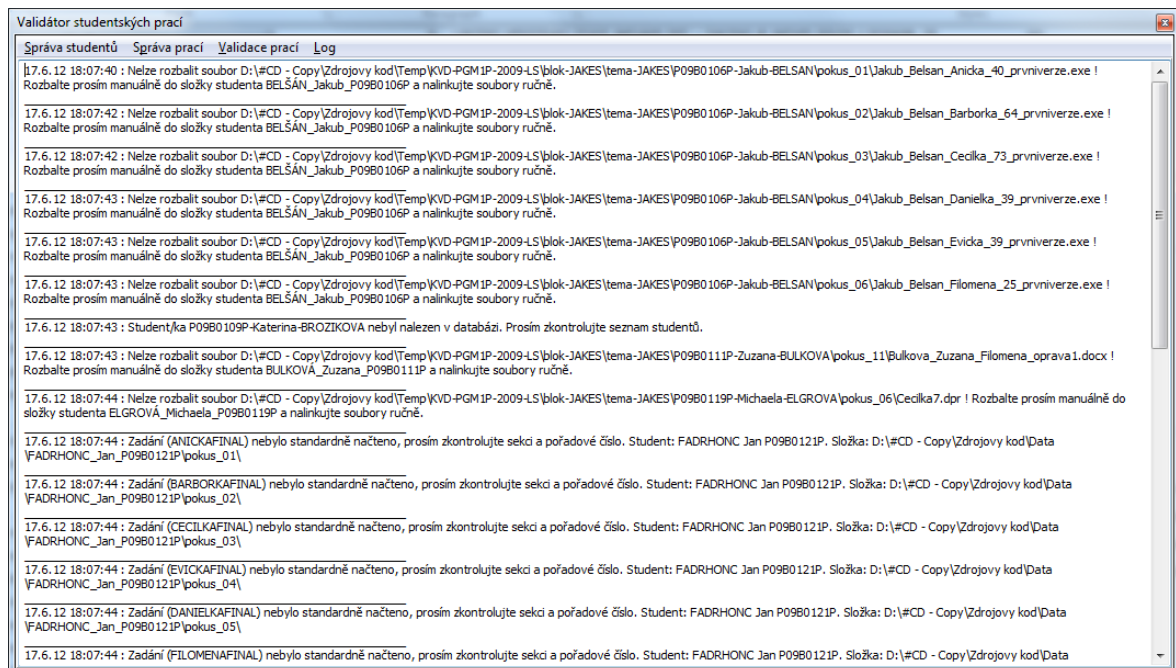 Validátor studentských prací
Správa studentů Správa prací Validace prací Log
17.6.12 18:07:40 : Nelze rozbalit soubor D:\#CD - Copy\Zdrojovy kod\Temp\KVD-PGM1P-2009-LS\blok-JAKES\tema-JAKES\P09B0106P-Jakub-BELSAN\pokus_01\Jakub_Belsan_Anicka_40_prvniverze.exe !
Rozbalte prosím manuálně do složky studenta BELŠÁN_Jakub_P09B0106P a nalinkujte soubory ručně.
17.6.12 18:07:42 : Nelze rozbalit soubor D:\#CD - Copy\Zdrojovy kod\Temp\KVD-PGM1P-2009-LS\blok-JAKES\tema-JAKES\P09B0106P-Jakub-BELSAN\pokus_02\Jakub_Belsan_Barborka_64_prvniverze.exe !
Rozbalte prosím manuálně do složky studenta BELŠÁN_Jakub_P09B0106P a nalinkujte soubory ručně.
17.6.12 18:07:42 : Nelze rozbalit soubor D:\#CD - Copy\Zdrojovy kod\Temp\KVD-PGM1P-2009-LS\blok-JAKES\tema-JAKES\P09B0106P-Jakub-BELSAN\pokus_03\Jakub_Belsan_Cecilka_73_prvniverze.exe !
Rozbalte prosím manuálně do složky studenta BELŠÁN_Jakub_P09B0106P a nalinkujte soubory ručně.
17.6.12 18:07:43 : Nelze rozbalit soubor D:\#CD - Copy\Zdrojovy kod\Temp\KVD-PGM1P-2009-LS\blok-JAKES\tema-JAKES\P09B0106P-Jakub-BELSAN\pokus_04\Jakub_Belsan_Danielka_39_prvniverze.exe !
Rozbalte prosím manuálně do složky studenta BELŠÁN_Jakub_P09B0106P a nalinkujte soubory ručně.
17.6.12 18:07:43 : Nelze rozbalit soubor D:\#CD - Copy\Zdrojovy kod\Temp\KVD-PGM1P-2009-LS\blok-JAKES\tema-JAKES\P09B0106P-Jakub-BELSAN\pokus_05\Jakub_Belsan_Evicka_39_prvniverze.exe !
Rozbalte prosím manuálně do složky studenta BELŠÁN_Jakub_P09B0106P a nalinkujte soubory ručně.
17.6.12 18:07:43 : Nelze rozbalit soubor D:\#CD - Copy\Zdrojovy kod\Temp\KVD-PGM1P-2009-LS\blok-JAKES\tema-JAKES\P09B0106P-Jakub-BELSAN\pokus_06\Jakub_Belsan_Filomena_25_prvniverze.exe !
Rozbalte prosím manuálně do složky studenta BELŠÁN_Jakub_P09B0106P a nalinkujte soubory ručně.
17.6.12 18:07:43 : Student/ka P09B0109P-Katerina-BROZIKOVA nebyl nalezen v databázi. Prosím zkontrolujte seznam studentů.
17.6.12 18:07:43 : Nelze rozbalit soubor D:\#CD - Copy\Zdrojovy kod\Temp\KVD-PGM1P-2009-LS\blok-JAKES\tema-JAKES\P09B0111P-Zuzana-BULKOVA\pokus_11\Bulkova_Zuzana_Filomena_oprava1.docx !
Rozbalte prosím manuálně do složky studenta BULKOVÁ_Zuzana_P09B0111P a nalinkujte soubory ručně.
17.6.12 18:07:44 : Nelze rozbalit soubor D:\#CD - Copy\Zdrojovy kod\Temp\KVD-PGM1P-2009-LS\blok-JAKES\tema-JAKES\P09B0119P-Michaela-ELGROVA\pokus_06\Cecilka7.dpr ! Rozbalte prosím manuálně do
složky studenta ELGROVÁ_Michaela_P09B0119P a nalinkujte soubory ručně.
17.6.12 18:07:44 : Zadání (ANICKAFINAL) nebylo standardně načteno, prosím zkontrolujte sekci a pořadové číslo. Student: FADRHONC Jan P09B0121P. Složka: D:\#CD - Copy\Zdrojovy kod\Data
\FADRHONC_Jan_P09B0121P\pokus_01\
17.6.12 18:07:44 : Zadání (BARBORKAFINAL) nebylo standardně načteno, prosím zkontrolujte sekci a pořadové číslo. Student: FADRHONC Jan P09B0121P. Složka: D:\#CD - Copy\Zdrojovy kod\Data
\FADRHONC_Jan_P09B0121P\pokus_02\
17.6.12 18:07:44 : Zadání (CECILKAFINAL) nebylo standardně načteno, prosím zkontrolujte sekci a pořadové číslo. Student: FADRHONC Jan P09B0121P. Složka: D:\#CD - Copy\Zdrojovy kod\Data
\FADRHONC_Jan_P09B0121P\pokus_03\
17.6.12 18:07:44 : Zadání (EVICKAFINAL) nebylo standardně načteno, prosím zkontrolujte sekci a pořadové číslo. Student: FADRHONC Jan P09B0121P. Složka: D:\#CD - Copy\Zdrojovy kod\Data
\FADRHONC_Jan_P09B0121P\pokus_04\
17.6.12 18:07:44 : Zadání (DANIELKAFINAL) nebylo standardně načteno, prosím zkontrolujte sekci a pořadové číslo. Student: FADRHONC Jan P09B0121P. Složka: D:\#CD - Copy\Zdrojovy kod\Data
\FADRHONC_Jan_P09B0121P\pokus_05\
17.6.12 18:07:44 : Zadání (FILOMENAFINAL) nebylo standardně načteno, prosím zkontrolujte sekci a pořadové číslo. Student: FADRHONC Jan P09B0121P. Složka: D:\#CD - Copy\Zdrojovy kod\Data